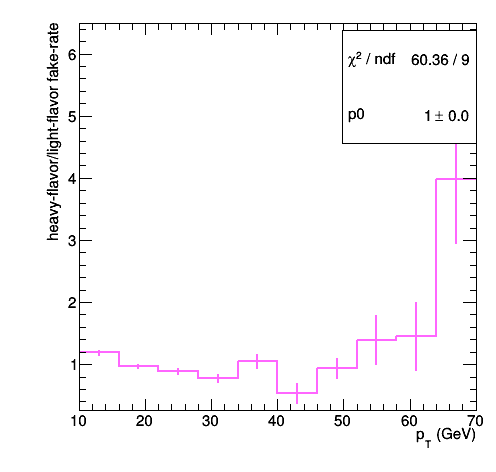 heavy-flavor/light-flavor fake-rate
χ² / ndf 60.36 / 9
p0 1 ± 0.0
6
5
4
3
2
1
10 20 30 40 50 60 70
p_T (GeV)